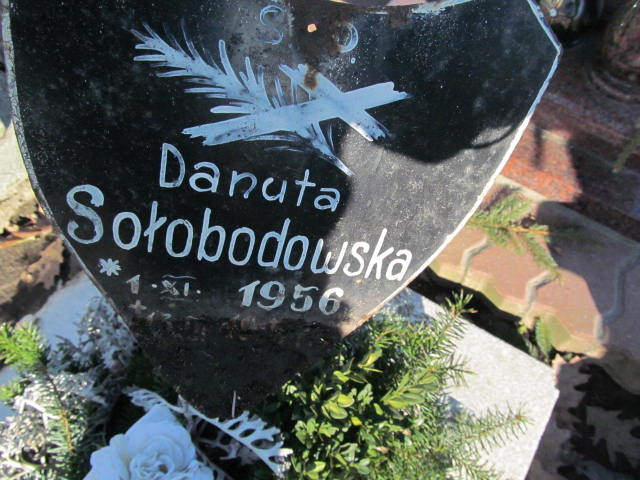 Ś. P.
Danuta
Sołobodowska
* 1.XI. 1956